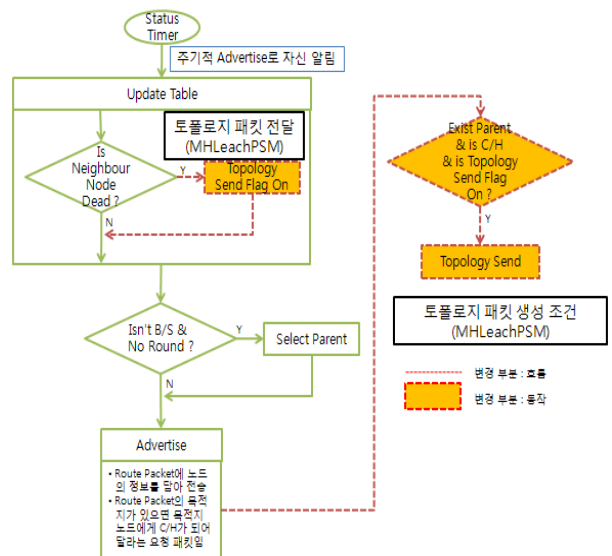 Status
Timer
주기적 Advertise로 자신 알림
Update Table
토폴로지 패킷 전달
(MHLeachPSM)
Is
Neighbour
Node
Dead ?
Y
Topology
Send Flag On
N
Isn't B/S &
No Round ?
Y
Select Parent
N
Advertise
• Route Packet에 노드
의 정보를 담아 전송
• Route Packet의 목적
지가 있으면 목적지
노드에게 C/H가 되어
달라는 요청 패킷임
Exist Parent
& is C/H
& is Topology
Send Flag
On ?
Y
Topology Send
토폴로지 패킷 생성 조건
(MHLeachPSM)
변경 부분 : 흐름
변경 부분 : 동작